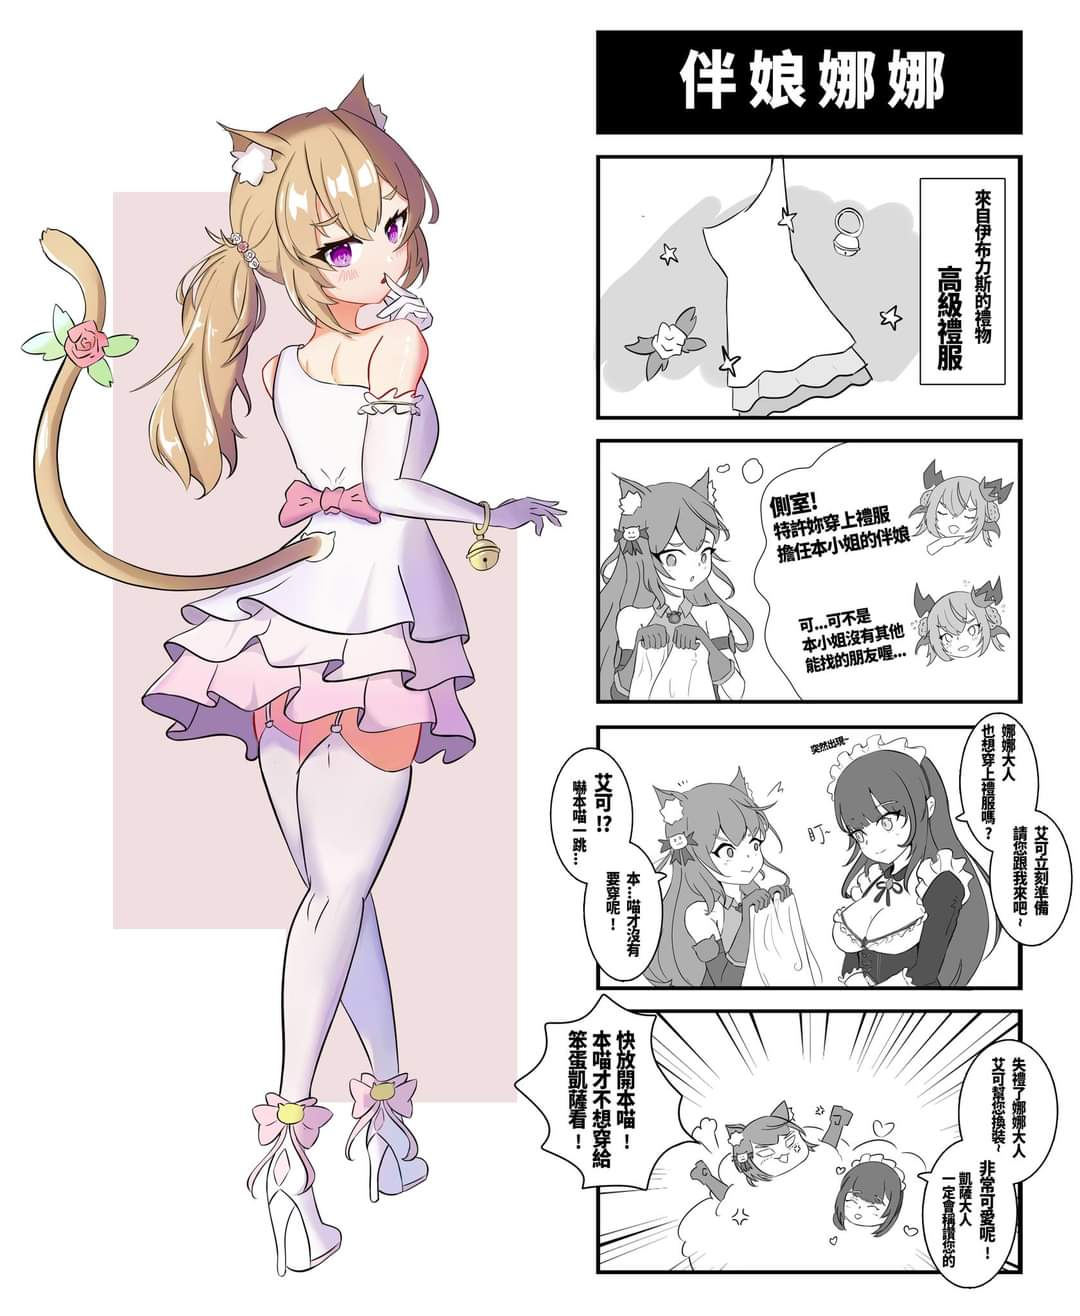 伴娘娜娜
來自伊布力斯的禮物
高級禮服
側室!
特許妳穿上禮服
擔任本小姐的伴娘
可...可不是
本小姐沒有其他
能找的朋友喔...
突然出現~
娜娜大人
也想穿上禮服嗎?
艾可立刻準備
請您跟我來吧~
盯~
艾可!?
嚇本喵一跳...
本...喵才沒有
要穿呢!
失禮了娜娜大人
艾可幫您換裝~
非常可愛呢!
凱薩大人
一定會稱讚您的
快放開本喵!
本喵才不想穿給
笨蛋凱薩看!